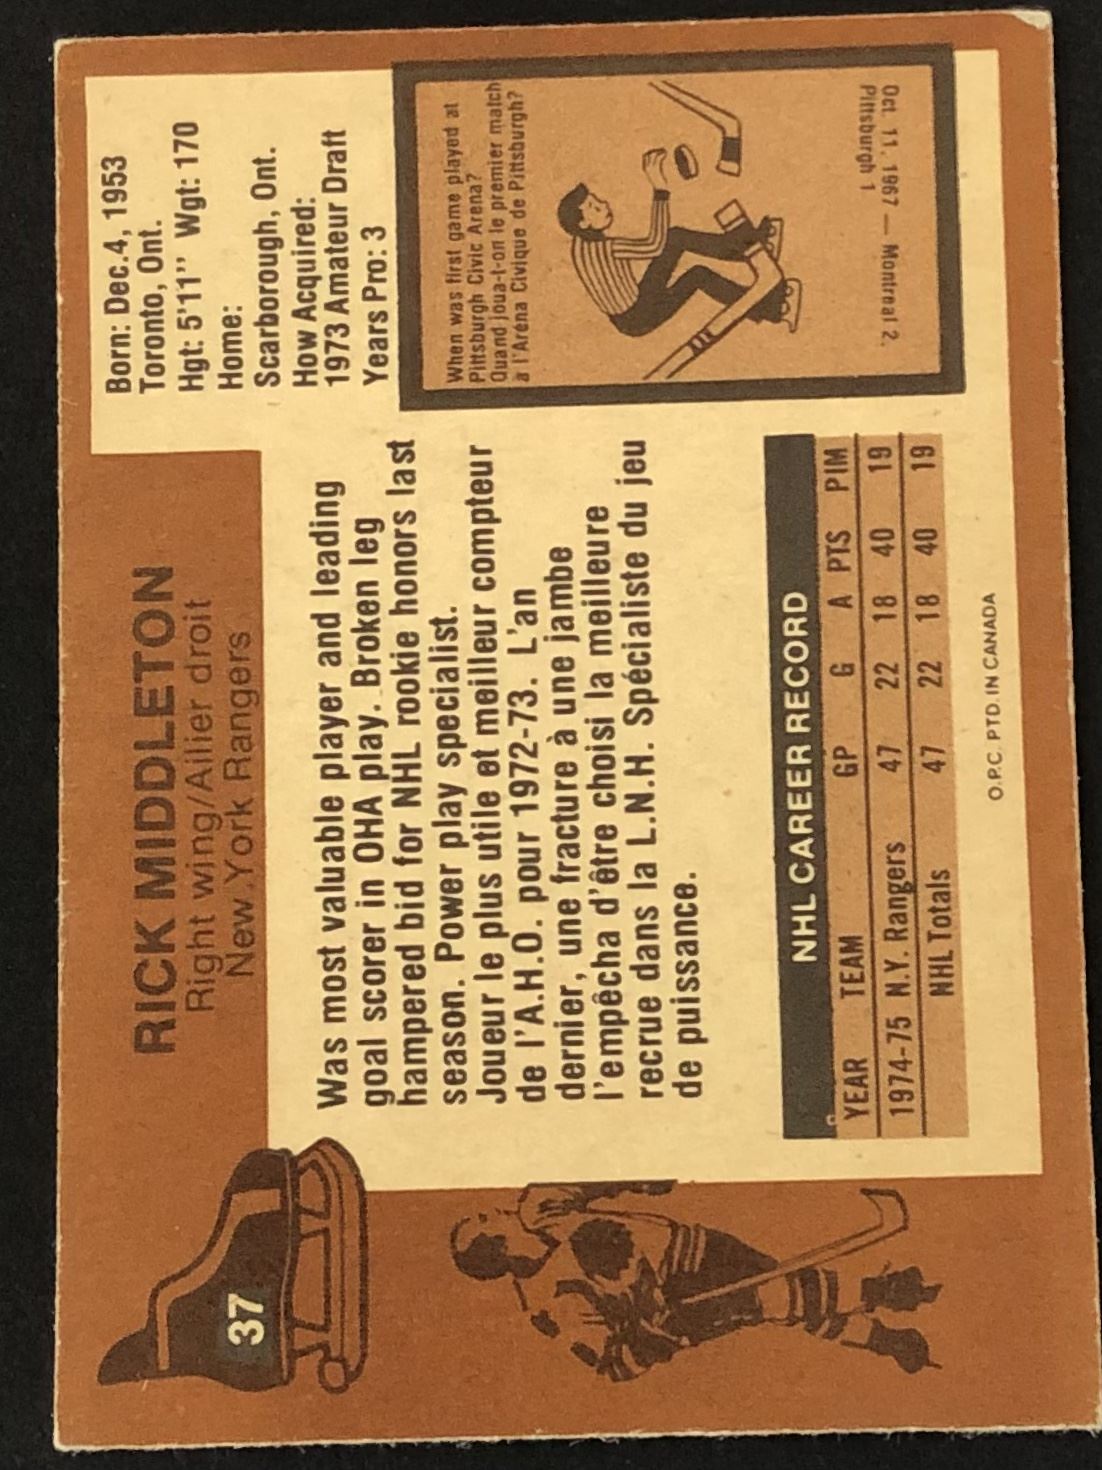 37
RICK MIDDLETON
Right wing/Ailier droit
New York Rangers
Born: Dec.4, 1953
Toronto, Ont.
Hgt: 5'11" Wgt: 170
Home:
Scarborough, Ont.
How Acquired:
1973 Amateur Draft
Years Pro: 3
Was most valuable player and leading
goal scorer in OHA play. Broken leg
hampered bid for NHL rookie honors last
season. Power play specialist.
Joueur le plus utile et meilleur compteur
de l'A.H.O. pour 1972-73. L'an
dernier, une fracture à une jambe
l'empêcha d'être choisi la meilleure
recrue dans la L.N.H. Spécialiste du jeu
de puissance.
When was first game played at
Pittsburgh Civic Arena?
Quand joua-t-on le premier match
à l'Aréna Civique de Pittsburgh?
Oct. 11, 1967 — Montreal 2,
Pittsburgh 1
NHL CAREER RECORD
YEAR TEAM GP G A PTS PIM
1974-75 N.Y. Rangers 47 22 18 40 19
NHL Totals 47 22 18 40 19
O.P.C. PTD. IN CANADA